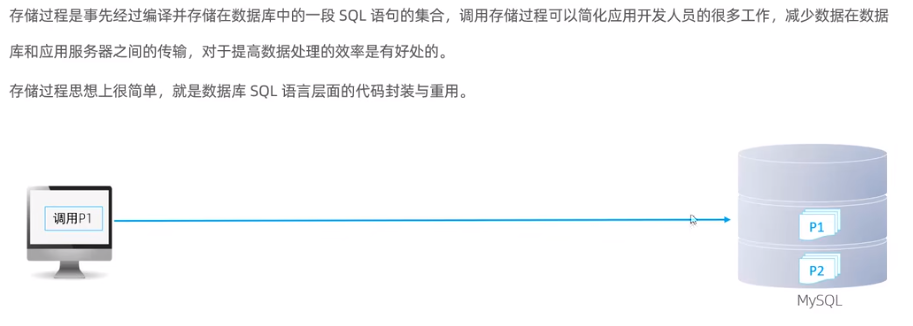 存储过程是事先经过编译并存储在数据库中的一段 SQL 语句的集合，调用存储过程可以简化应用开发人员的很多工作，减少数据在数据
库和应用服务器之间的传输，对于提高数据处理的效率是有好处的。
存储过程思想上很简单，就是数据库 SQL 语言层面的代码封装与重用。
调用P1
P1
P2
MySQL